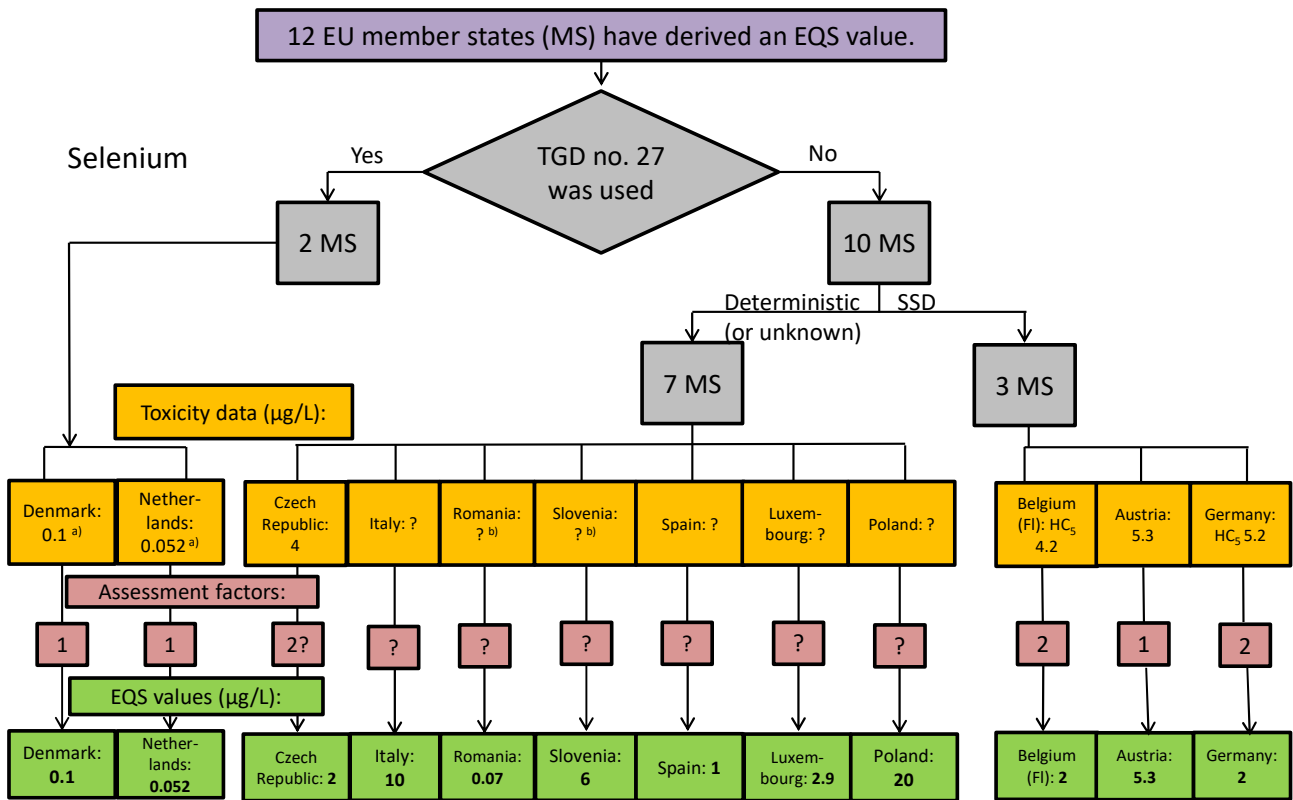 12 EU member states (MS) have derived an EQS value.
Selenium
Yes
TGD no. 27
was used
No
2 MS
10 MS
Deterministic
(or unknown)
SSD
7 MS
3 MS
Toxicity data (µg/L):
Denmark:
0.1 a)
Nether-
lands:
0.052 a)
Czech
Republic:
4
Italy: ?
Romania:
? b)
Slovenia:
? b)
Spain: ?
Luxem-
bourg: ?
Poland: ?
Belgium
(Fl): HC5
4.2
Austria:
5.3
Germany:
HC5 5.2
Assessment factors:
1
1
2?
?
?
?
?
?
?
2
1
2
EQS values (µg/L):
Denmark:
0.1
Nether-
lands:
0.052
Czech
Republic: 2
Italy:
10
Romania:
0.07
Slovenia:
6
Spain: 1
Luxem-
bourg: 2.9
Poland:
20
Belgium
(Fl): 2
Austria:
5.3
Germany:
2